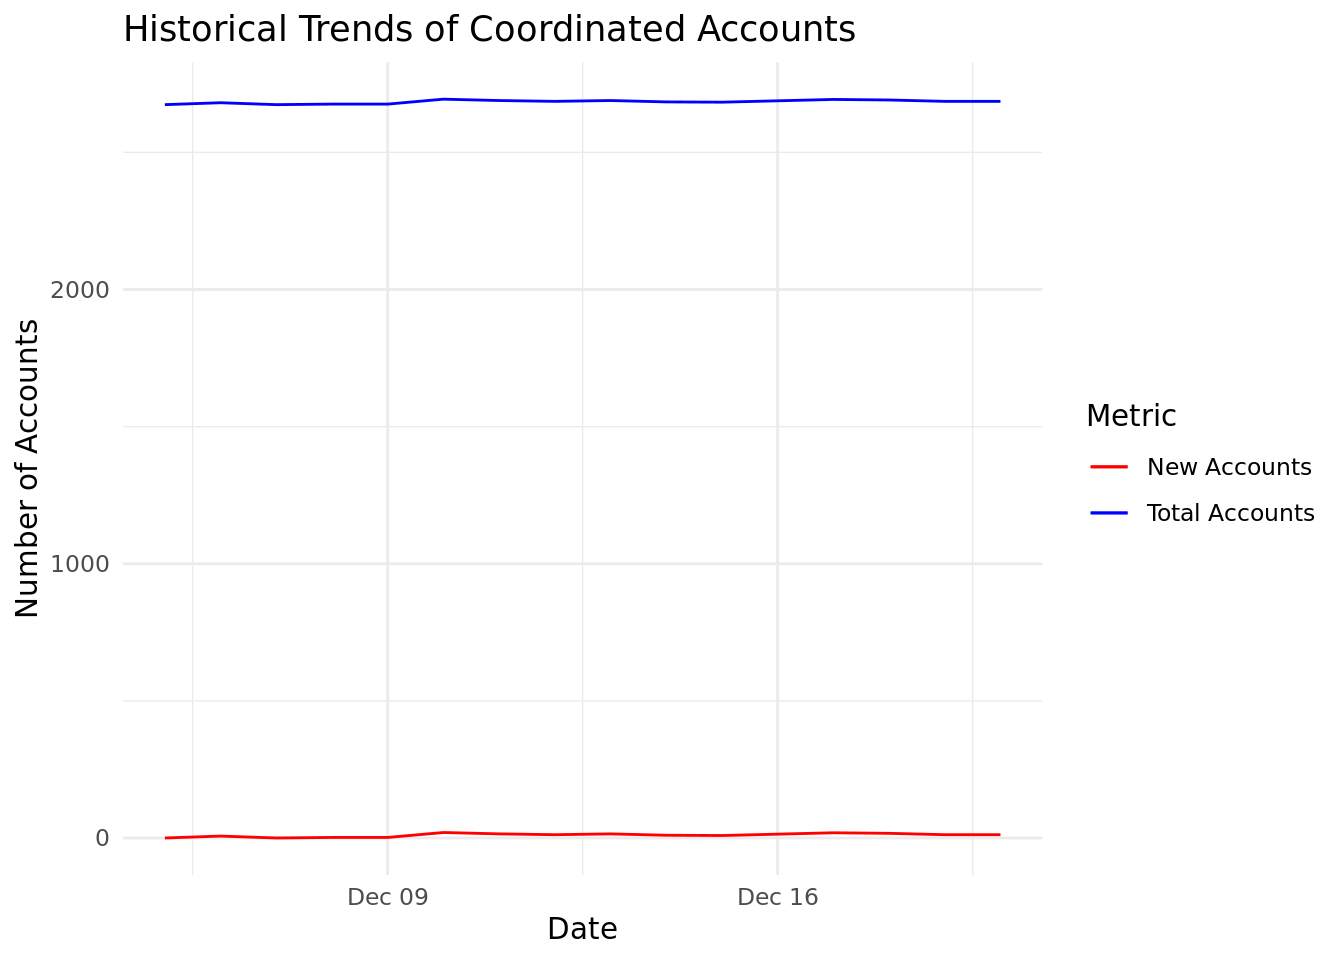 Historical Trends of Coordinated Accounts
Number of Accounts
2000
1000
0
Dec 09
Dec 16
Date
Metric
New Accounts
Total Accounts